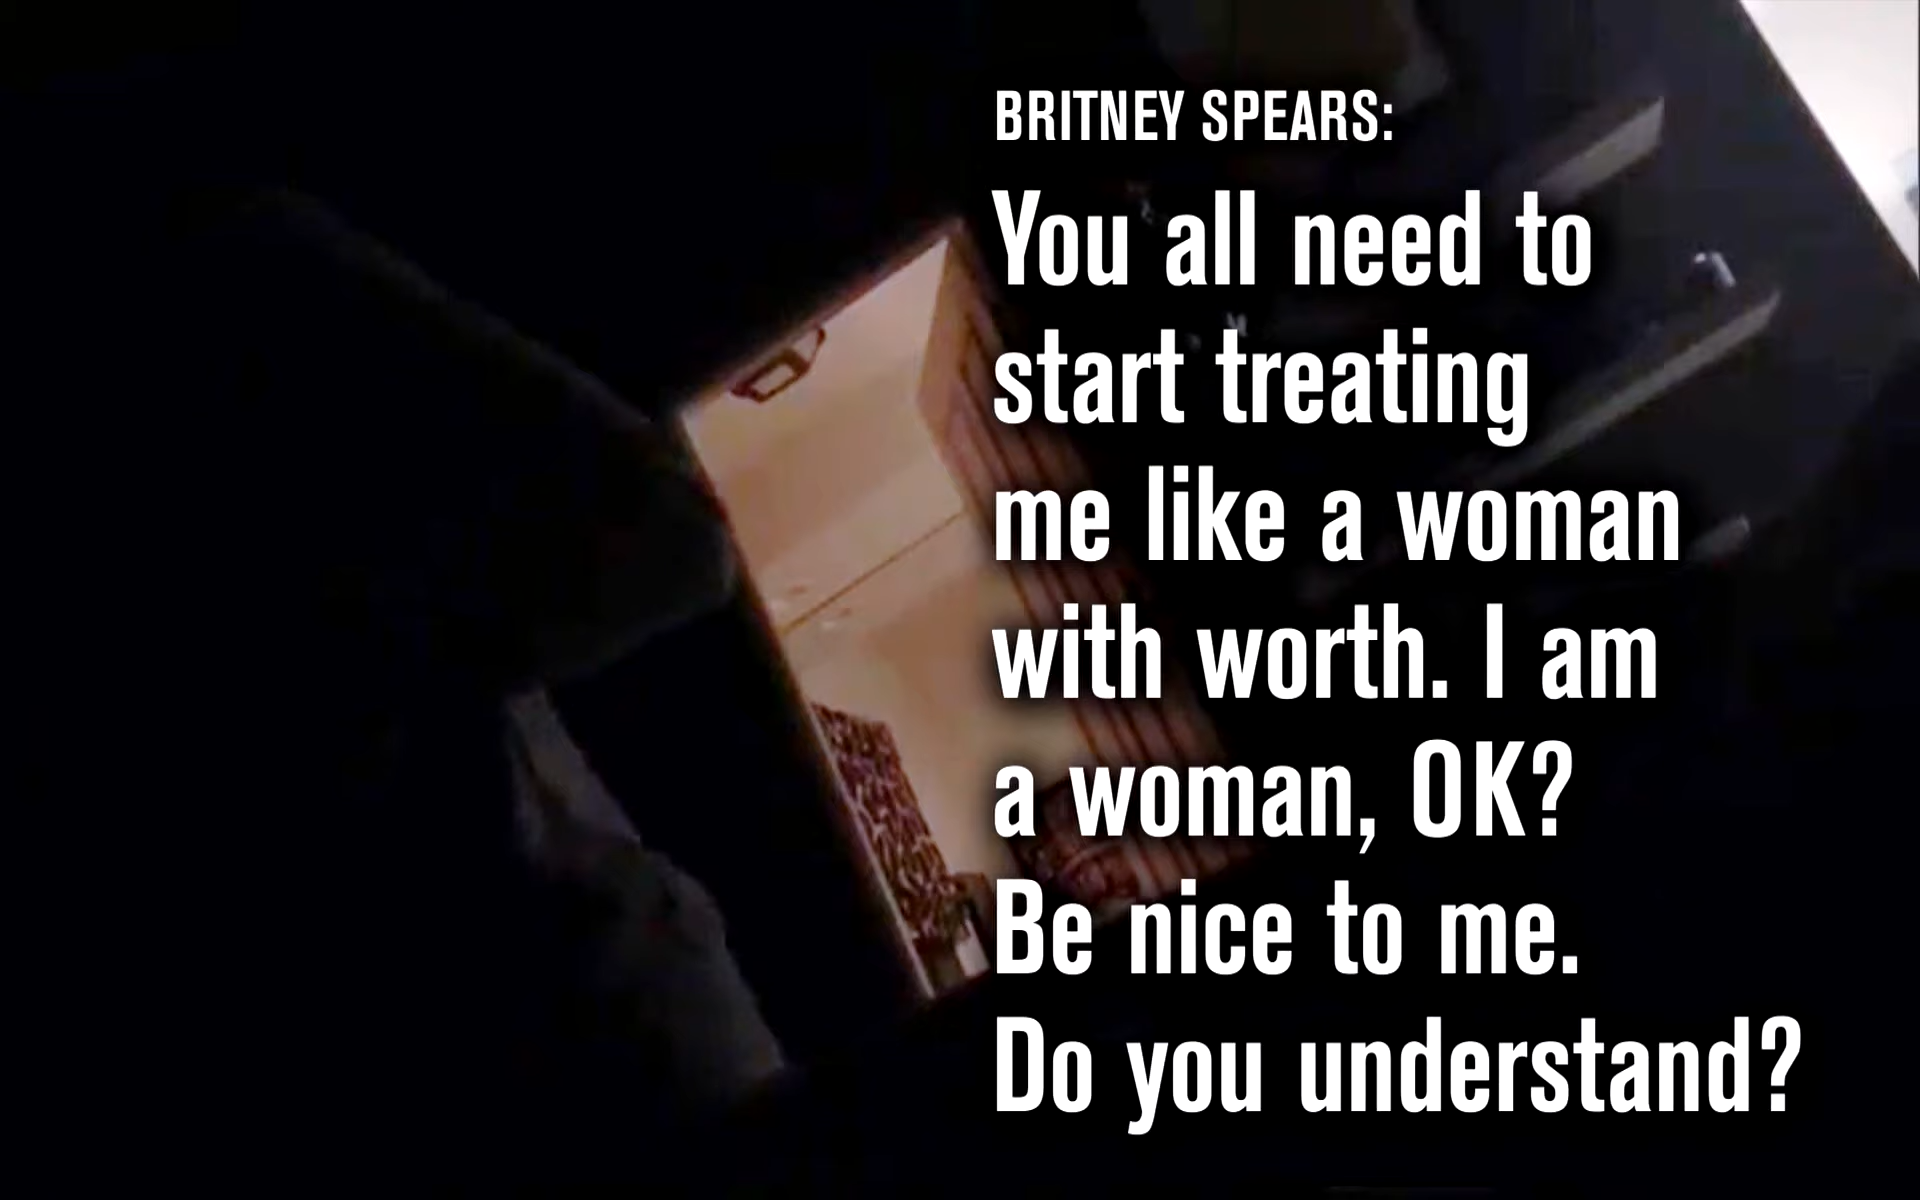 BRITNEY SPEARS:
You all need to
start treating
me like a woman
with worth. I am
a woman, OK?
Be nice to me.
Do you understand?